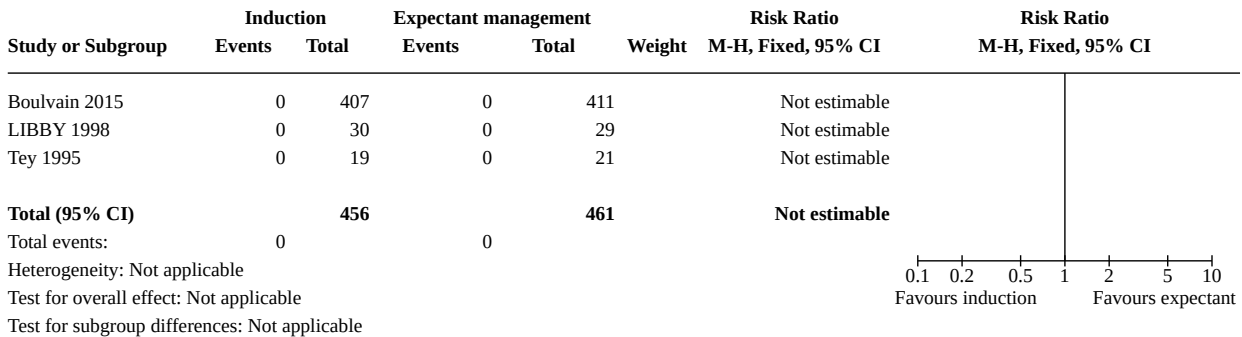 Induction Expectant management Risk Ratio Risk Ratio
Study or Subgroup Events Total Events Total Weight M-H, Fixed, 95% CI M-H, Fixed, 95% CI
Boulvain 2015 0 407 0 411 Not estimable
LIBBY 1998 0 30 0 29 Not estimable
Tey 1995 0 19 0 21 Not estimable
Total (95% CI) 456 461 Not estimable
Total events: 0 0
Heterogeneity: Not applicable
0.1 0.2 0.5 1 2 5 10
Test for overall effect: Not applicable Favours induction Favours expectant
Test for subgroup differences: Not applicable